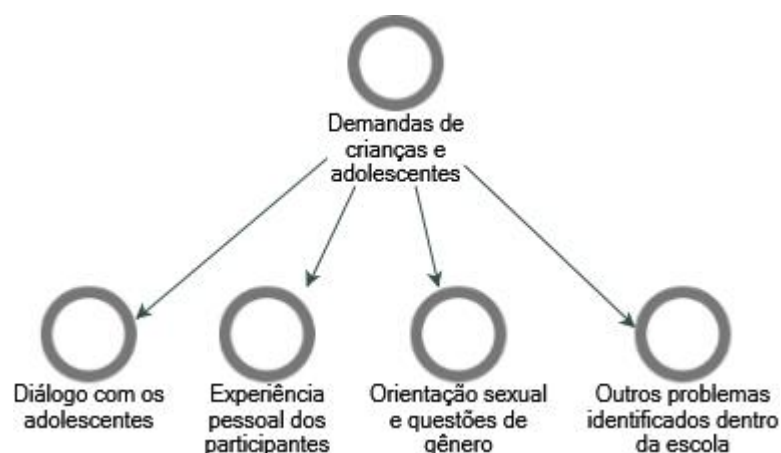 Demandas de
crianças e
adolescentes
Diálogo com os
adolescentes
Experiência
pessoal dos
participantes
Orientação sexual
e questões de
gênero
Outros problemas
identificados dentro
da escola